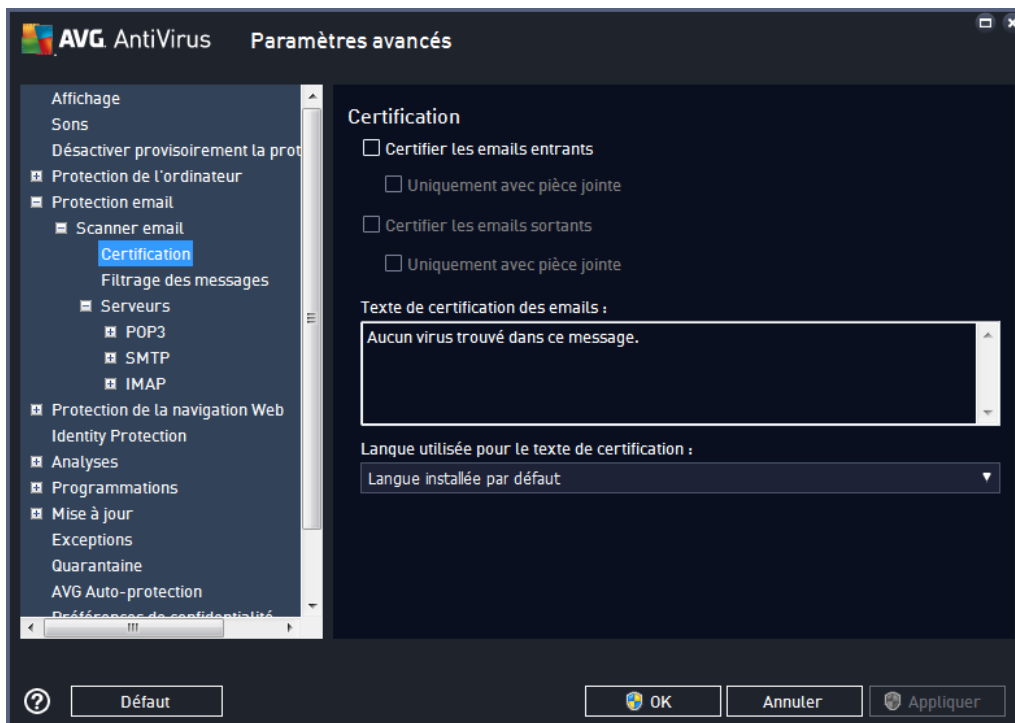 AVG. AntiVirus Paramètres avancés
Affichage
Sons
Désactiver provisoirement la prot
Protection de l'ordinateur
Protection email
Scanner email
Certification
Filtrage des messages
Serveurs
POP3
SMTP
IMAP
Protection de la navigation Web
Identity Protection
Analyses
Programmations
Mise à jour
Exceptions
Quarantaine
AVG Auto-protection
Préférences de confidentialité
Certification
Certifier les emails entrants
Uniquement avec pièce jointe
Certifier les emails sortants
Uniquement avec pièce jointe
Texte de certification des emails :
Aucun virus trouvé dans ce message.
Langue utilisée pour le texte de certification :
Langue installée par défaut
? Défaut OK Annuler Appliquer